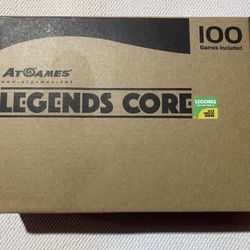 100
Games Included
ATGAMES
www.atgames.net
LEGENDS CORE
LEGENDS